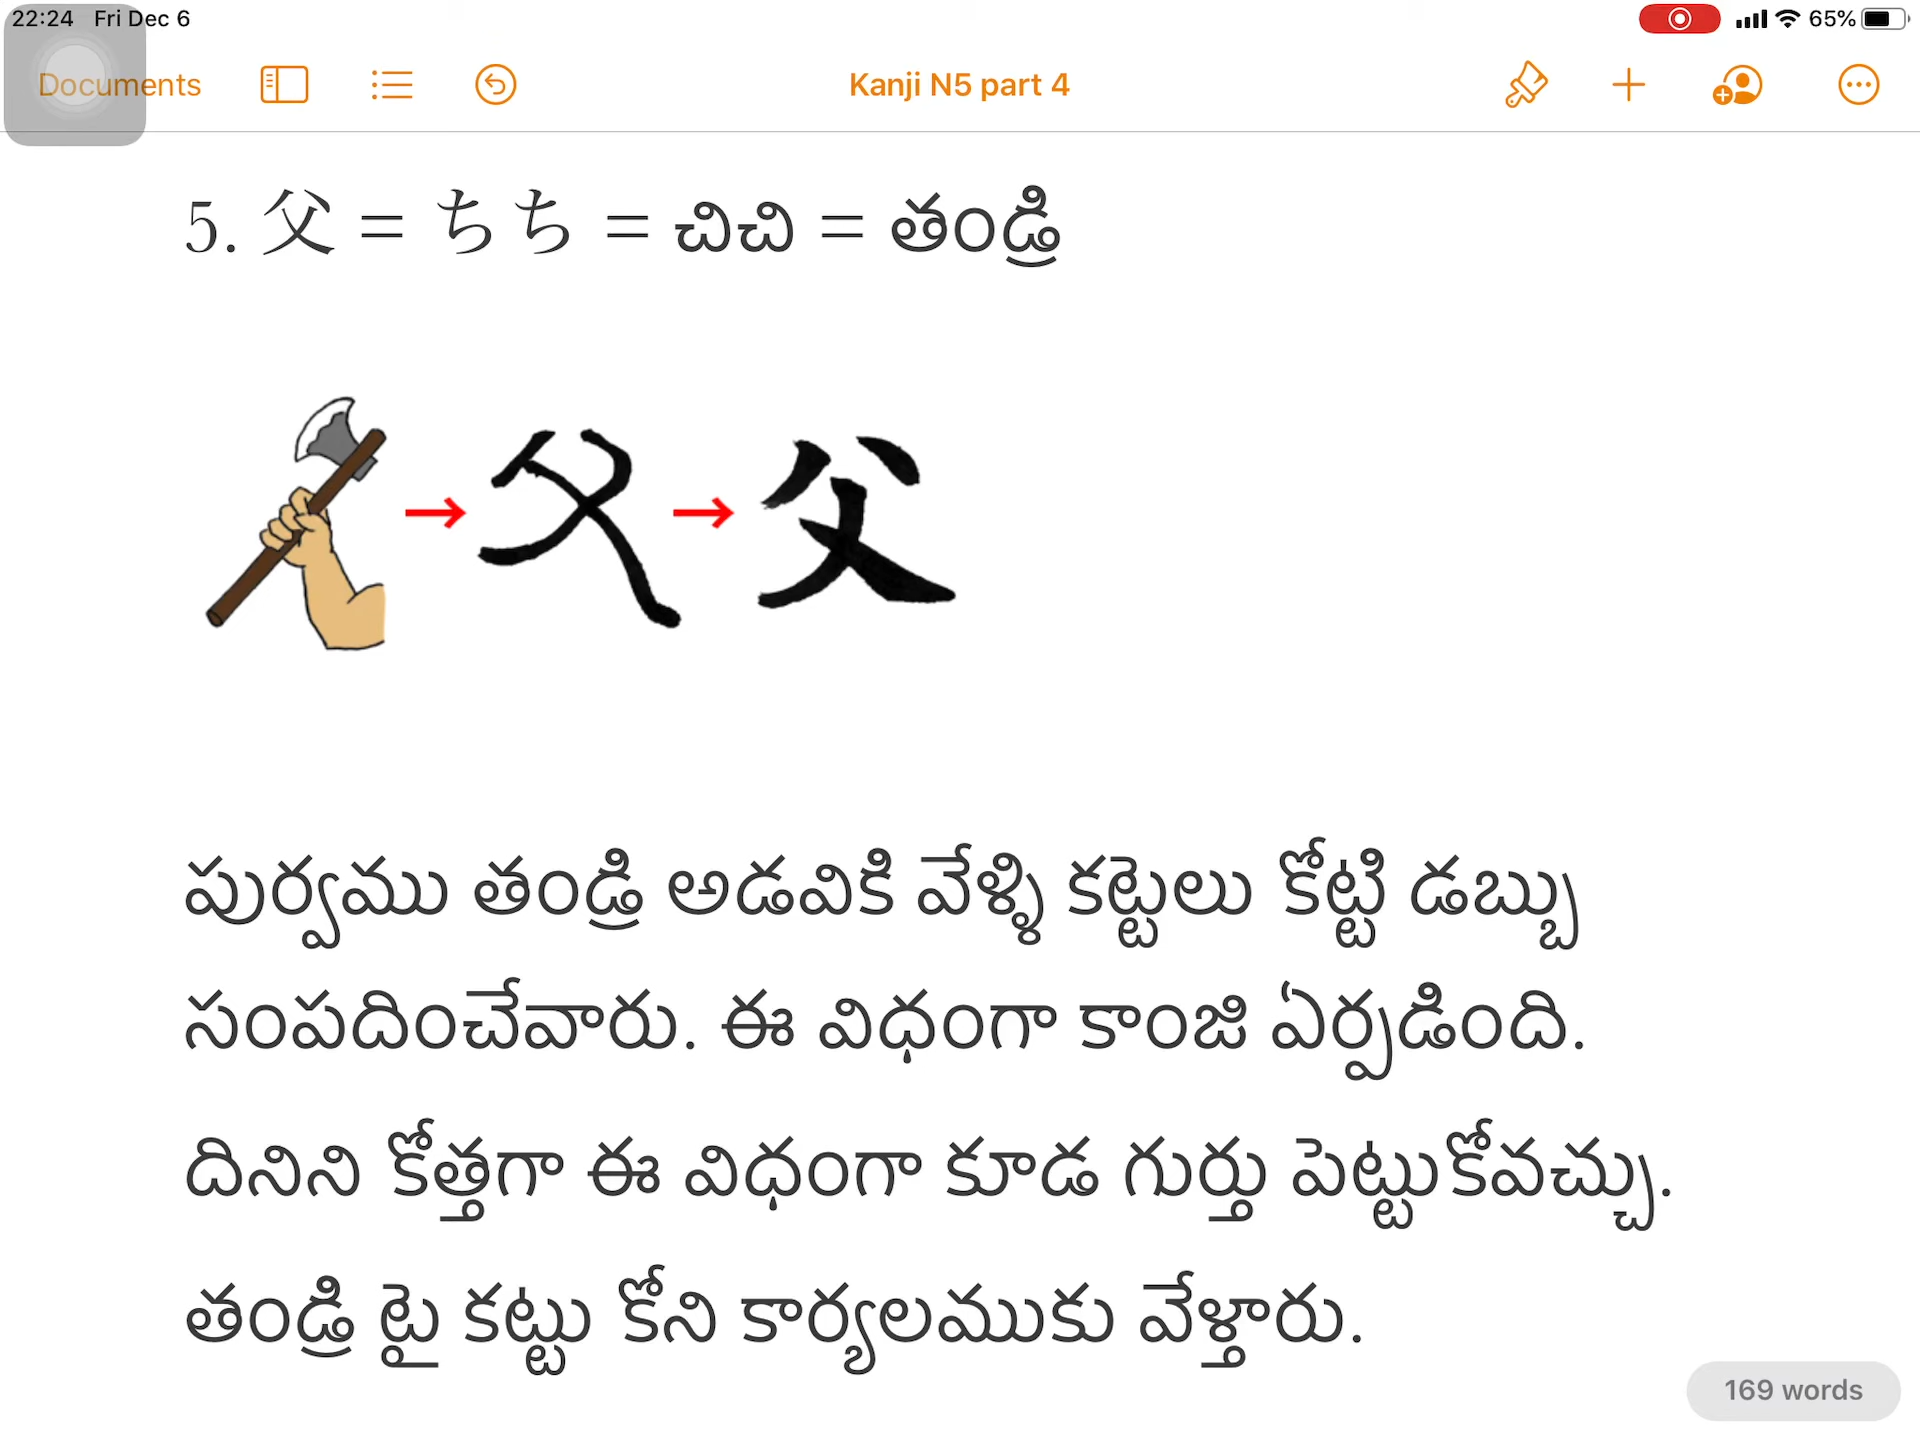 22:24 Fri Dec 6 65%
Documents Kanji N5 part 4
5. 父 = ちち = చిచి = తండ్రి
父 父
పుర్వము తండ్రి అడవికి వేళ్ళి కట్టెలు కోట్టి డబ్బు
సంపదించేవారు. ఈ విధంగా కాంజి ఏర్పడింది.
దినిని కోత్తగా ఈ విధంగా కూడ గుర్తు పెట్టుకోవచ్చు.
తండ్రి టై కట్టు కోని కార్యలముకు వేళ్తారు.
169 words